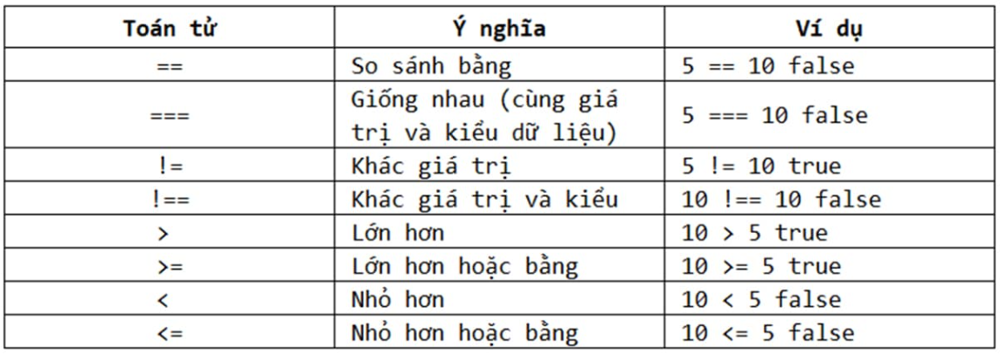 Toán tử Ý nghĩa Ví dụ
== So sánh bằng 5 == 10 false
=== Giống nhau (cùng giá trị và kiểu dữ liệu) 5 === 10 false
!= Khác giá trị 5 != 10 true
!== Khác giá trị và kiểu 10 !== 10 false
> Lớn hơn 10 > 5 true
>= Lớn hơn hoặc bằng 10 >= 5 true
< Nhỏ hơn 10 < 5 false
<= Nhỏ hơn hoặc bằng 10 <= 5 false